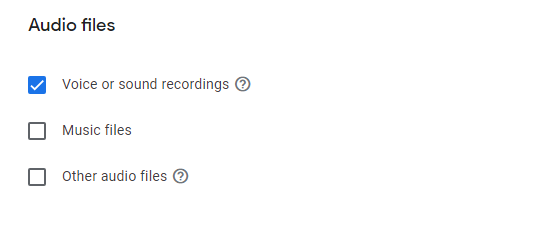 Audio files
Voice or sound recordings
Music files
Other audio files